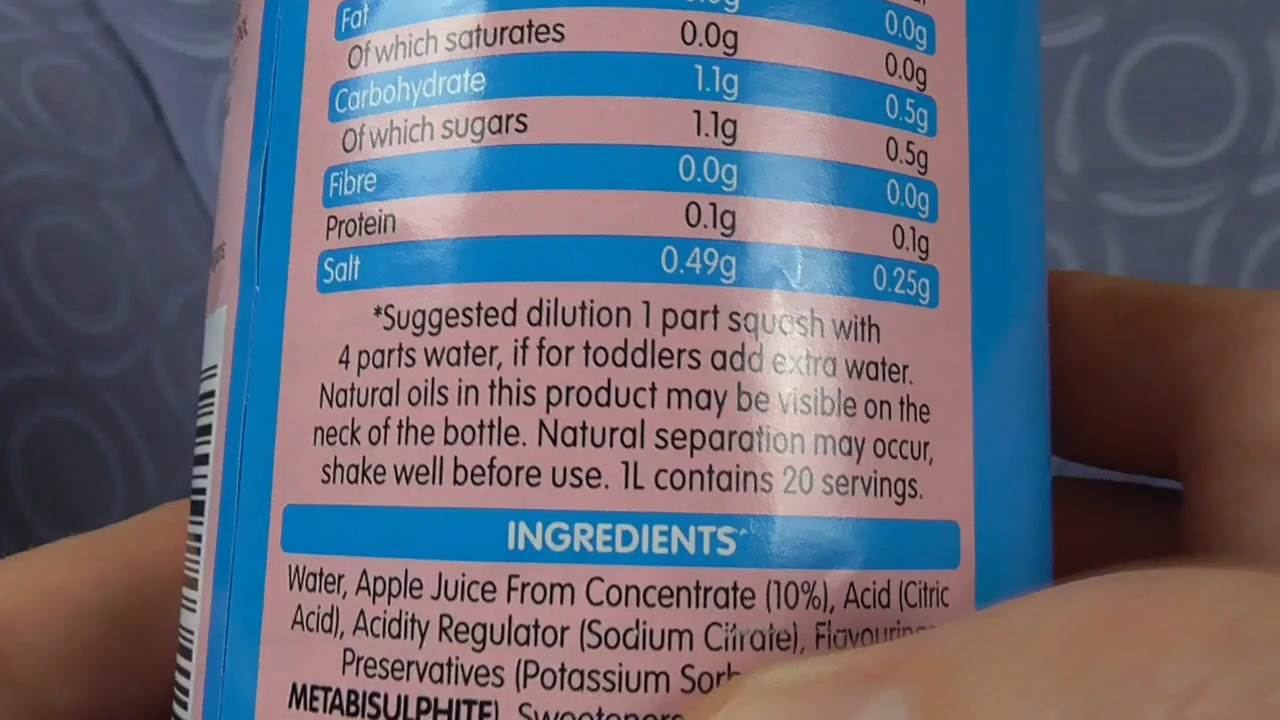 Fat 0.0g
Of which saturates 0.0g 0.0g
Carbohydrate 1.1g 0.5g
Of which sugars 1.1g 0.5g
Fibre 0.0g 0.0g
Protein 0.1g 0.1g
Salt 0.49g 0.25g
*Suggested dilution 1 part squash with
4 parts water, if for toddlers add extra water.
Natural oils in this product may be visible on the
neck of the bottle. Natural separation may occur,
shake well before use. 1L contains 20 servings.
INGREDIENTS^
Water, Apple Juice From Concentrate (10%), Acid (Citric
Acid), Acidity Regulator (Sodium Citrate),
Preservatives (Potassium
METABISULPHITE),